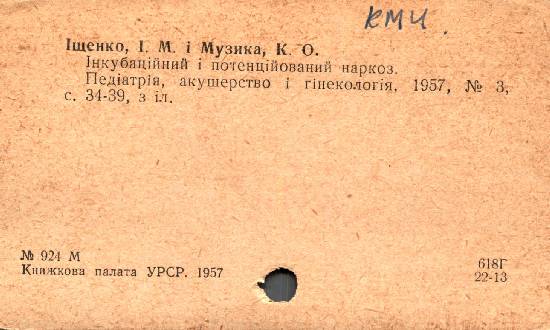 КМЧ.
Іщенко, І. М. і Музика, К. О.
Інкубаційний і потенційований наркоз.
Педіатрія, акушерство і гінекологія, 1957, № 3,
с. 34-39, з іл.
№ 924 М
Книжкова палата УРСР. 1957
618Г
22-13